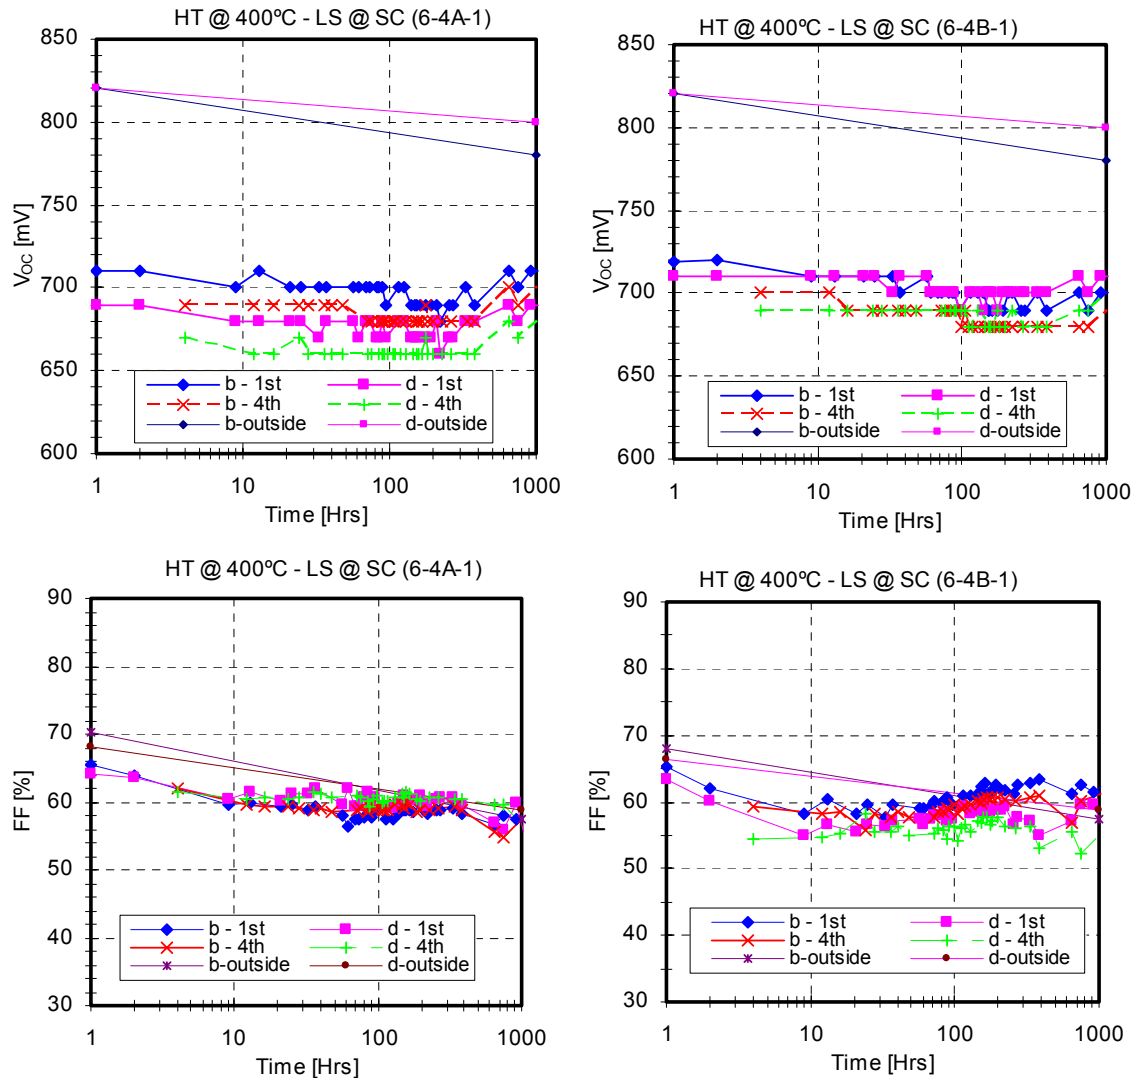 HT @ 400ºC - LS @ SC (6-4A-1)
850
800
750
700
650
600
VOC [mV]
b - 1st
d - 1st
b - 4th
d - 4th
b-outside
d-outside
1
10
100
1000
Time [Hrs]
HT @ 400ºC - LS @ SC (6-4B-1)
850
800
750
700
650
600
VOC [mV]
b - 1st
d - 1st
b - 4th
d - 4th
b-outside
d-outside
1
10
100
1000
Time [Hrs]
HT @ 400ºC - LS @ SC (6-4A-1)
90
80
70
60
50
40
30
FF [%]
b - 1st
d - 1st
b - 4th
d - 4th
b-outside
d-outside
1
10
100
1000
Time [Hrs]
HT @ 400ºC - LS @ SC (6-4B-1)
90
80
70
60
50
40
30
FF [%]
b - 1st
d - 1st
b - 4th
d - 4th
b-outside
d-outside
1
10
100
1000
Time [Hrs]